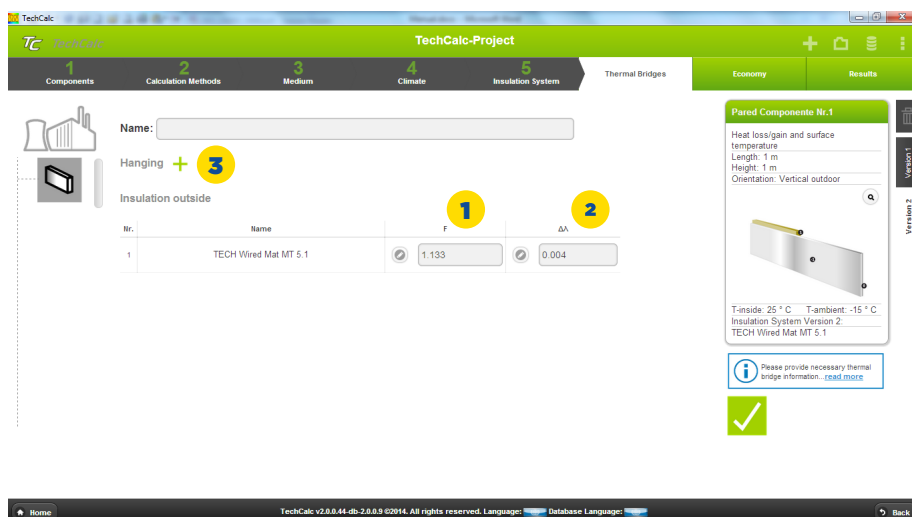 TechCalc
TC TechCalc
TechCalc-Project
1 2 3 4 5
Components Calculation Methods Medium Climate Insulation System Thermal Bridges Economy Results
Name:
Hanging + 3
Insulation outside
1 2
Nr. Name F Δλ
1 TECH Wired Mat MT 5.1 1.133 0.004
Pared Componente Nr.1
Heat loss/gain and surface
temperature
Length: 1 m
Height: 1 m
Orientation: Vertical outdoor
T-inside: 25 ° C T-ambient: -15 ° C
Insulation System Version 2:
TECH Wired Mat MT 5.1
Please provide necessary thermal
bridge information...read more
Version 1
Version 2
Home
TechCalc v2.0.0.44-db-2.0.0.9 ©2014. All rights reserved. Language: Database Language:
Back